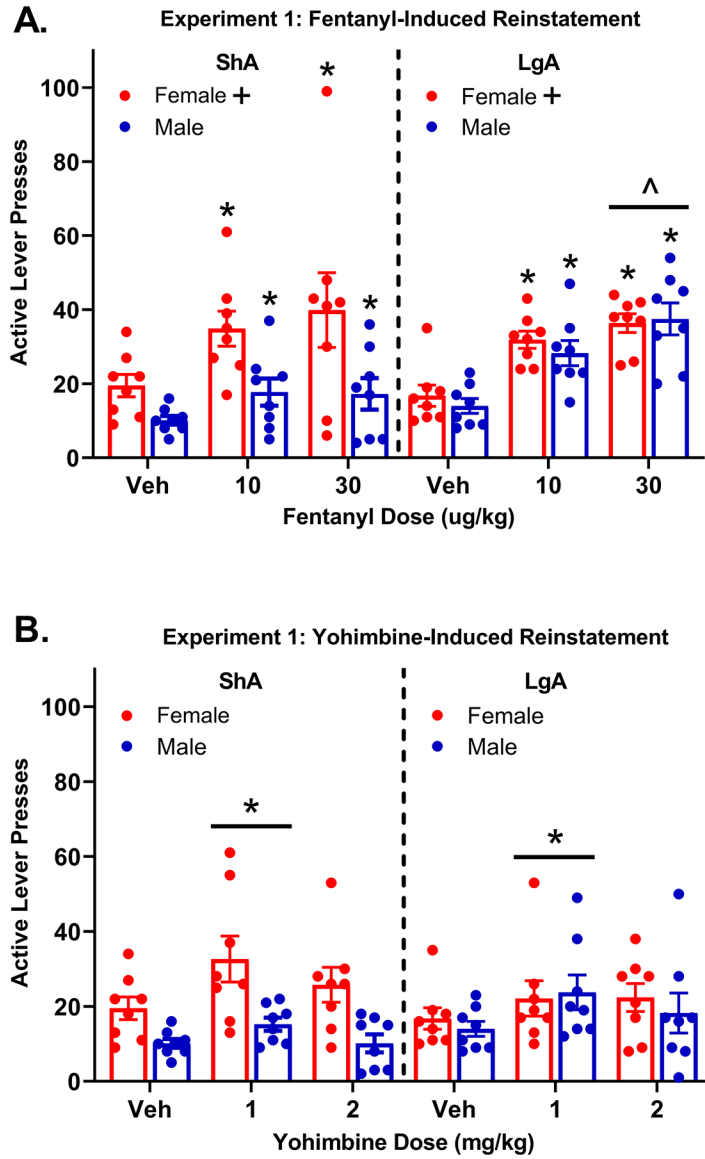 A.
Experiment 1: Fentanyl-Induced Reinstatement
ShA
LgA
Female +
Male
Female +
Male
Active Lever Presses
100
80
60
40
20
0
*
*
*
*
*
*
*
*
^
Veh
10
30
Veh
10
30
Fentanyl Dose (ug/kg)
B.
Experiment 1: Yohimbine-Induced Reinstatement
ShA
LgA
Female
Male
Female
Male
Active Lever Presses
100
80
60
40
20
0
*
*
Veh
1
2
Veh
1
2
Yohimbine Dose (mg/kg)